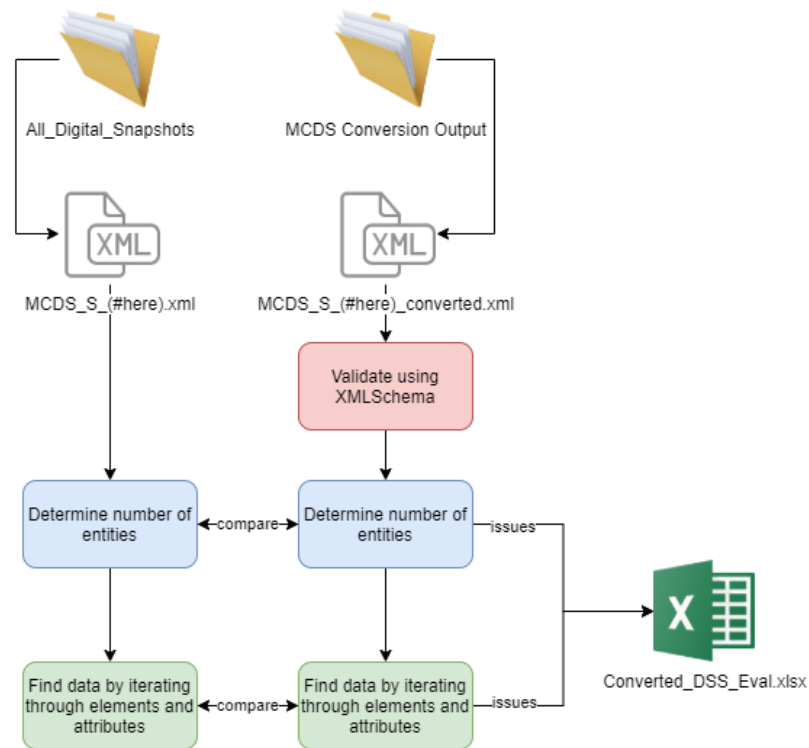 All_Digital_Snapshots
MCDS Conversion Output
XML
XML
MCDS_S_(#here).xml
MCDS_S_(#here)_converted.xml
Validate using
XMLSchema
Determine number of
entities
compare
Determine number of
entities
issues
X
Converted_DSS_Eval.xlsx
Find data by iterating
through elements and
attributes
compare
Find data by iterating
through elements and
attributes
issues